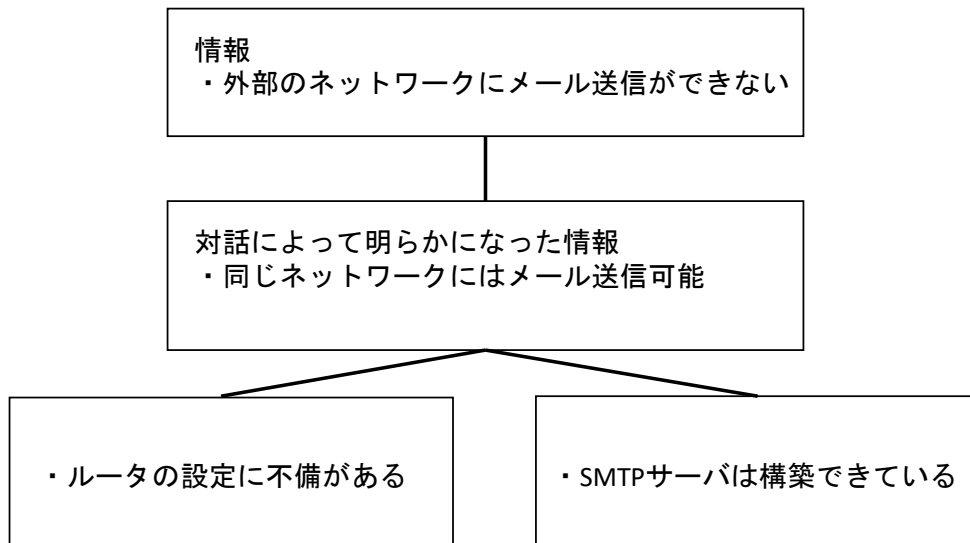 情報
・外部のネットワークにメール送信ができない
対話によって明らかになった情報
・同じネットワークにはメール送信可能
・ルータの設定に不備がある
・SMTPサーバは構築できている